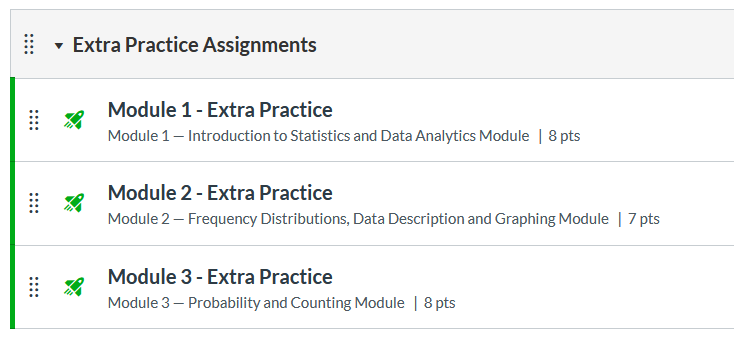 Extra Practice Assignments
Module 1 - Extra Practice
Module 1 — Introduction to Statistics and Data Analytics Module | 8 pts
Module 2 - Extra Practice
Module 2 — Frequency Distributions, Data Description and Graphing Module | 7 pts
Module 3 - Extra Practice
Module 3 — Probability and Counting Module | 8 pts